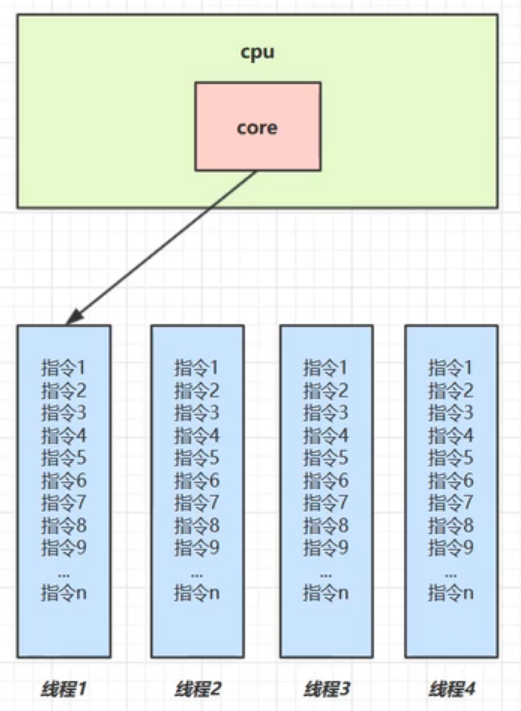 cpu
core
指令1
指令2
指令3
指令4
指令5
指令6
指令7
指令8
指令9
...
指令n
线程1
指令1
指令2
指令3
指令4
指令5
指令6
指令7
指令8
指令9
...
指令n
线程2
指令1
指令2
指令3
指令4
指令5
指令6
指令7
指令8
指令9
...
指令n
线程3
指令1
指令2
指令3
指令4
指令5
指令6
指令7
指令8
指令9
...
指令n
线程4